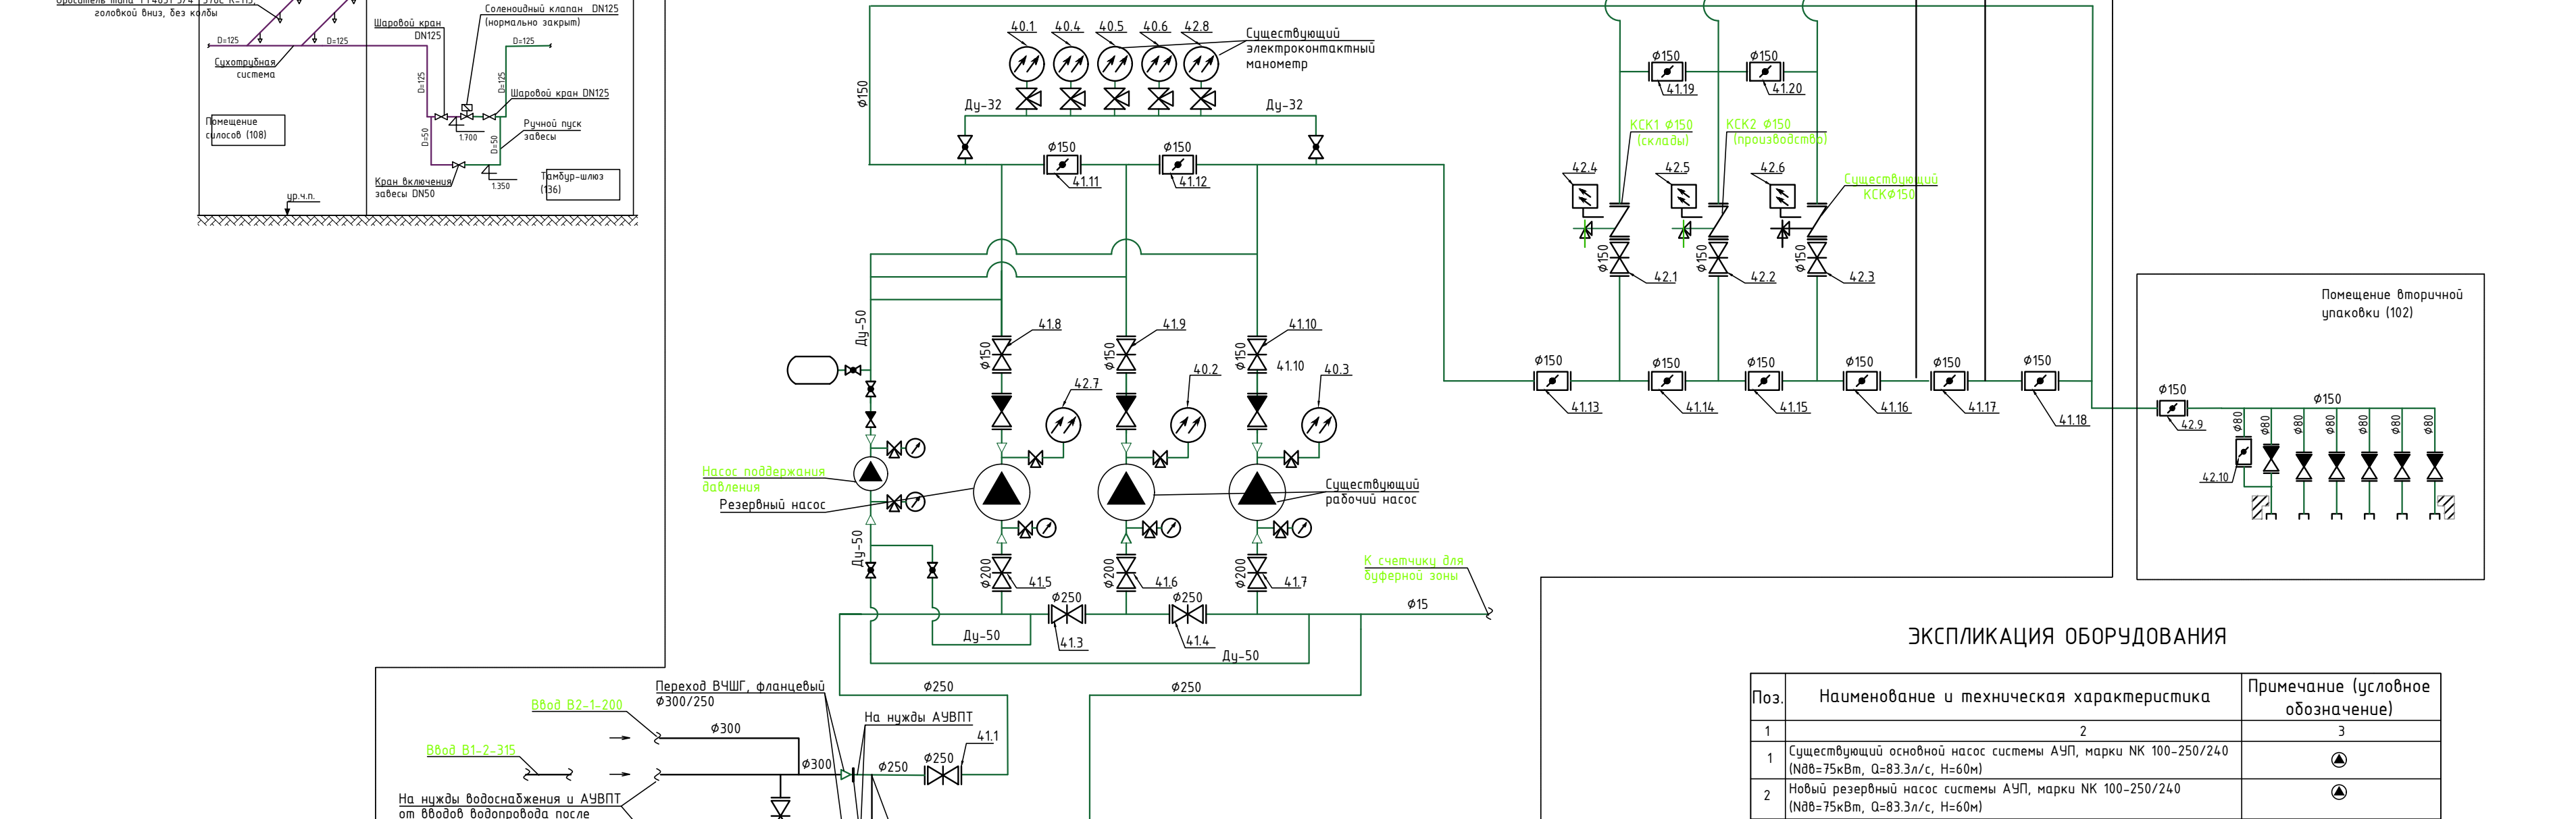 головкой вниз, без колбы
D=125
D=125
Сухотрубная
система
Шаровой кран
DN125
Соленоидный клапан DN125
(нормально закрыт)
D=125
D=125
D=125
Шаровой кран DN125
Ручной пуск
завесы
1.700
D=50
D=50
Помещение
силосов (108)
Кран включения
завесы DN50
1.350
Тамбур-шлюз
(136)
ур.ч.п.
40.1
40.4
40.5
40.6
42.8
Существующий
электроконтактный
манометр
Ф150
Ду-32
Ду-32
Ф150
41.11
Ф150
41.12
Ф150
41.19
Ф150
41.20
КСК1 Ф150
(склады)
КСК2 Ф150
(производство)
42.4
42.5
42.6
Существующий
КСКФ150
Ф150
42.1
Ф150
42.2
Ф150
42.3
Помещение вторичной
упаковки (102)
Ду-50
Ф150
41.8
Ф150
41.9
Ф150
41.10
41.10
42.7
40.2
40.3
Ф150
41.13
Ф150
41.14
Ф150
41.15
Ф150
41.16
Ф150
41.17
Ф150
41.18
Ф150
42.9
Ф150
Ф80
Ф80
Ф80
Ф80
Ф80
Ф80
Ф80
42.10
Насос поддержания
давления
Резервный насос
Существующий
рабочий насос
Ду-50
Ф200
41.5
Ф200
41.6
Ф200
41.7
К счетчику для
буферной зоны
Ф250
41.3
Ф250
41.4
Ф15
Ду-50
Ду-50
Ф250
Ф250
Переход ВЧШГ, фланцевый
Ф300/250
Ввод В2-1-200
Ф300
На нужды АУВПТ
41.1
Ввод В1-2-315
Ф300
Ф250
Ф250
На нужды водоснабжения и АУВПТ
от вводов водопровода после
ЭКСПЛИКАЦИЯ ОБОРУДОВАНИЯ
Поз.
Наименование и техническая характеристика
Примечание (условное
обозначение)
1
2
3
1
Существующий основной насос системы АУП, марки NK 100-250/240
(Nдв=75кВт, Q=83.3л/с, Н=60м)
2
Новый резервный насос системы АУП, марки NK 100-250/240
(Nдв=75кВт, Q=83.3л/с, Н=60м)